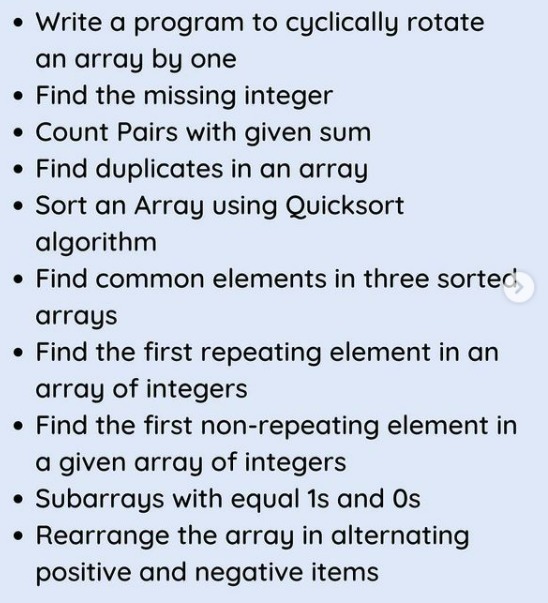 • Write a program to cyclically rotate
an array by one
• Find the missing integer
• Count Pairs with given sum
• Find duplicates in an array
• Sort an Array using Quicksort
algorithm
• Find common elements in three sorted
arrays
• Find the first repeating element in an
array of integers
• Find the first non-repeating element in
a given array of integers
• Subarrays with equal 1s and 0s
• Rearrange the array in alternating
positive and negative items